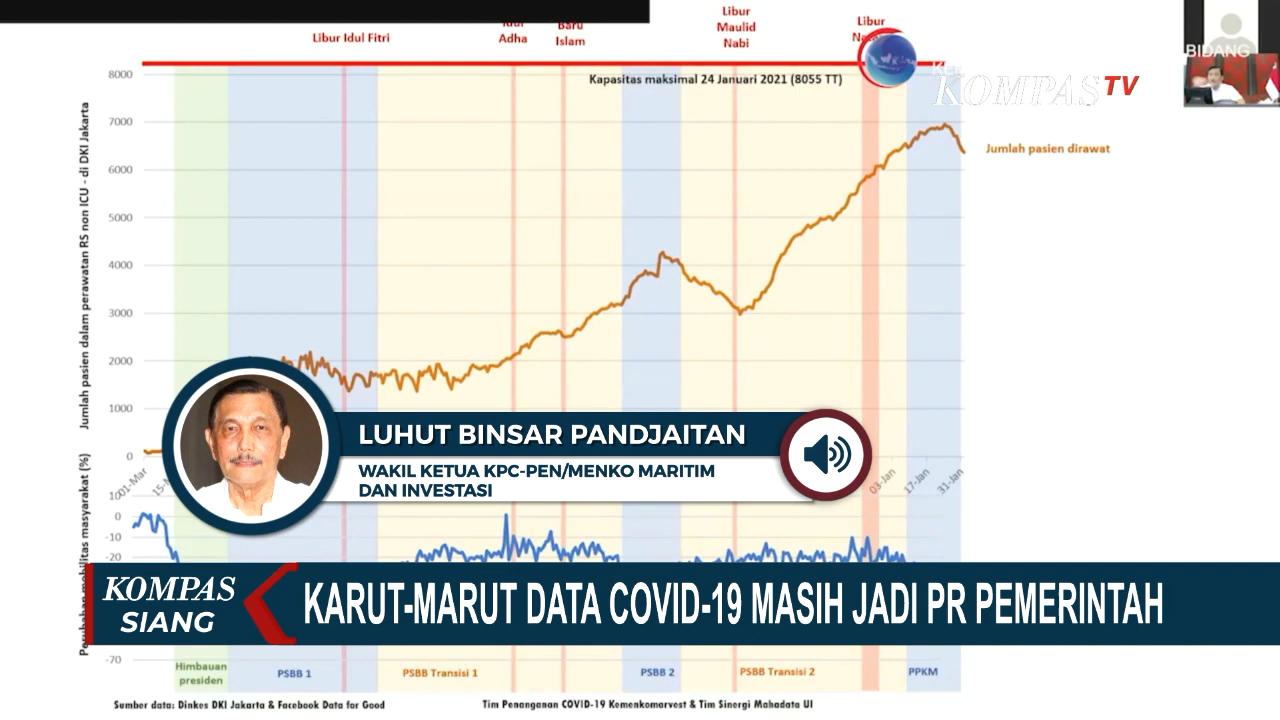 Libur Idul Fitri
Idul
Adha
Baru
Islam
Libur
Maulid
Nabi
Libur
BIDANG
Kapasitas maksimal 24 Januari 2021 (8055 TT)
KOMPAS TV
8000
7000
6000
5000
4000
3000
2000
1000
0
Jumlah pasien dalam perawatan RS non ICU - di DKI Jakarta
Jumlah pasien dirawat
01-Mar
03-Jan
17-Jan
31-Jan
LUHUT BINSAR PANDJAITAN
WAKIL KETUA KPC-PEN/MENKO MARITIM
DAN INVESTASI
10
0
-10
-20
-70
mobilitas masyarakat (%)
KOMPAS
SIANG
KARUT-MARUT DATA COVID-19 MASIH JADI PR PEMERINTAH
Himbauan
presiden
PSBB 1
PSBB Transisi 1
PSBB 2
PSBB Transisi 2
PPKM
Sumber data: Dinkes DKI Jakarta & Facebook Data for Good
Tim Penanganan COVID-19 Kemenkomarvest & Tim Sinergi Mahadata UI